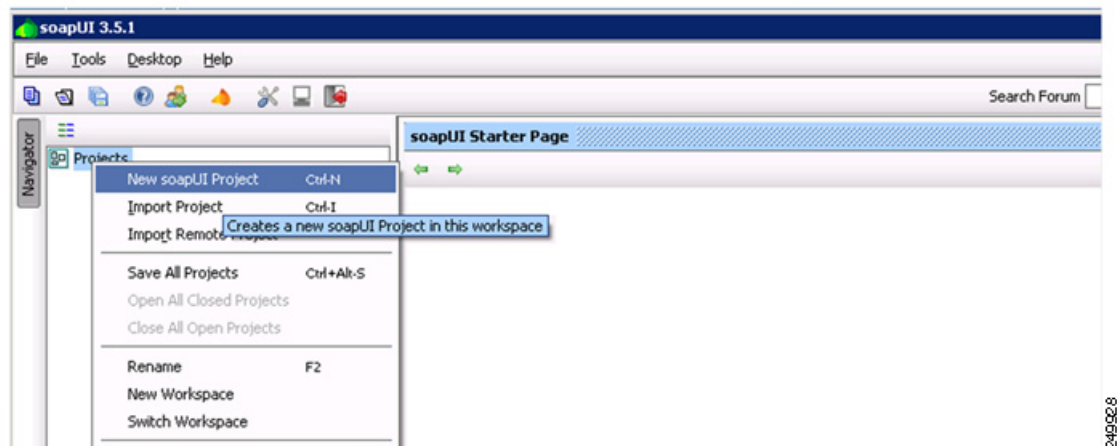 soapUI 3.5.1
File Tools Desktop Help
Search Forum
Navigator
Projects
soapUI Starter Page
New soapUI Project Ctrl-N
Import Project Ctrl-I
Creates a new soapUI Project in this workspace
Import Remote Project
Save All Projects Ctrl+Alt-S
Open All Closed Projects
Close All Open Projects
Rename F2
New Workspace
Switch Workspace
249928